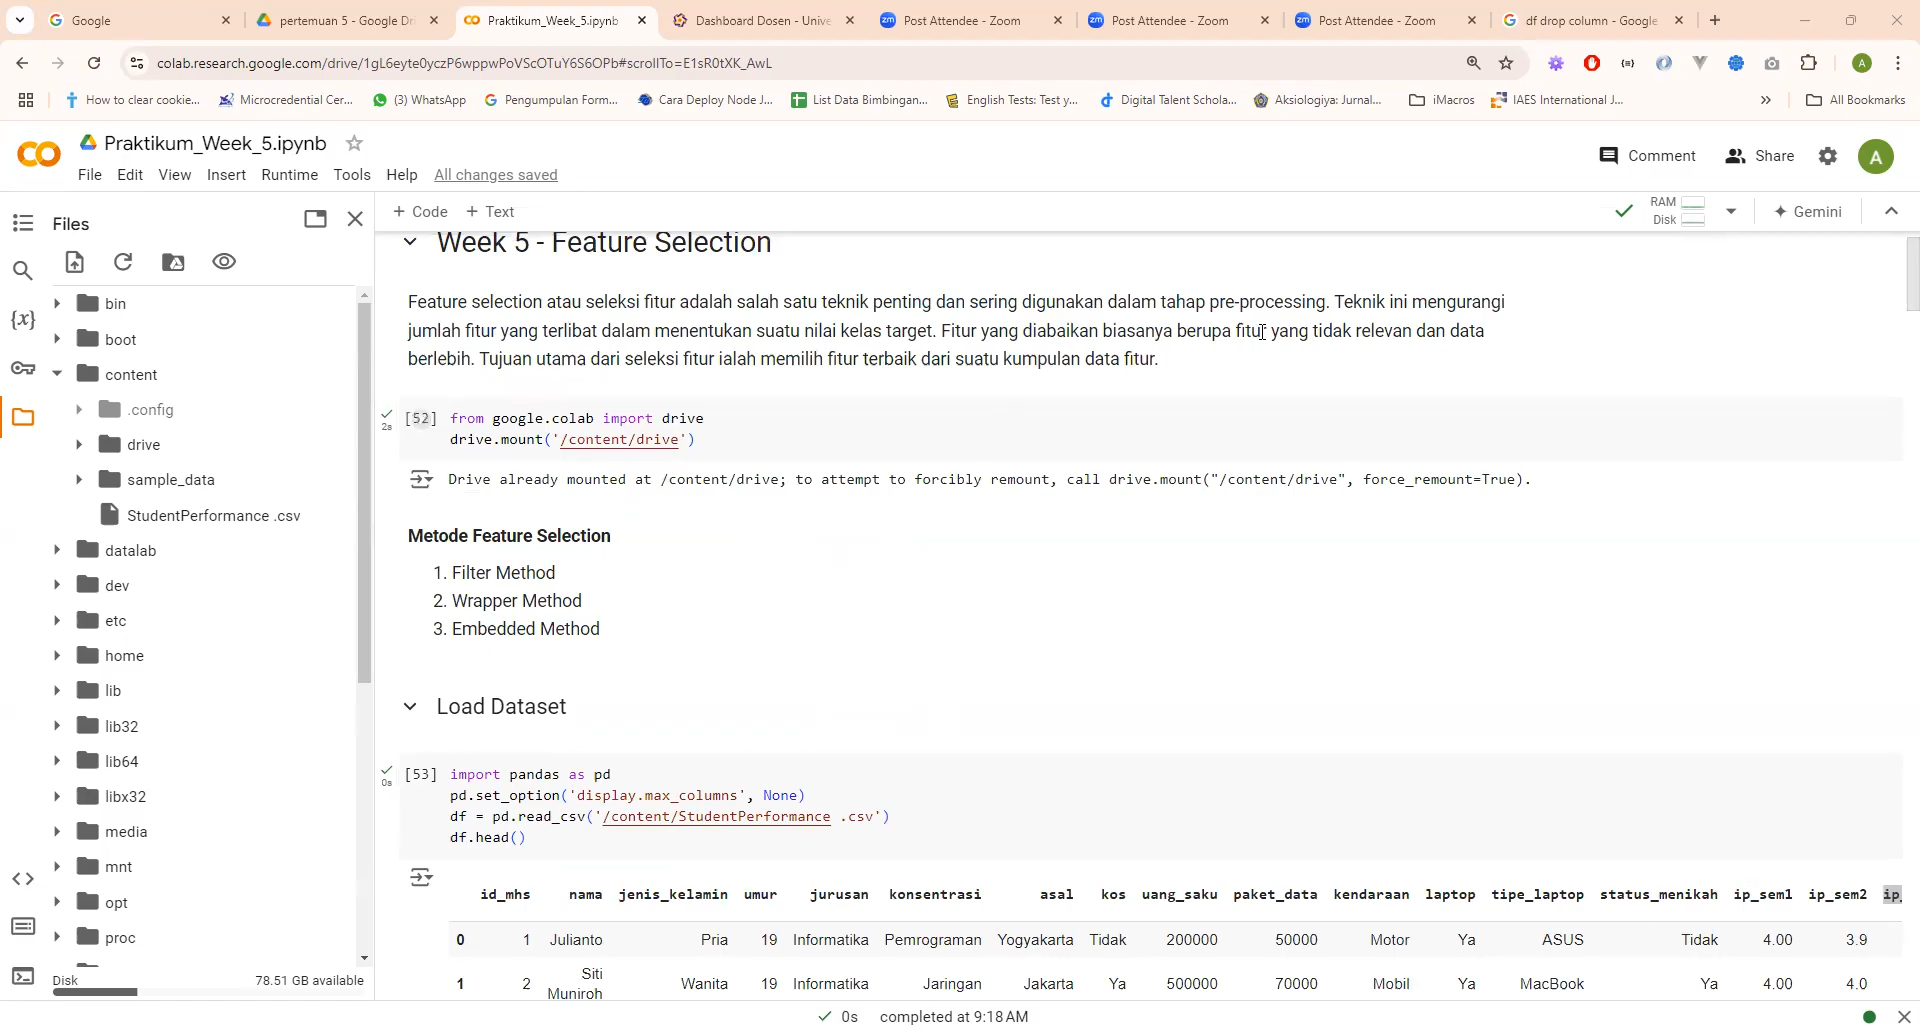 Google
pertemuan 5 - Google Dri
Praktikum_Week_5.ipynb
Dashboard Dosen - Unive
Post Attendee - Zoom
Post Attendee - Zoom
Post Attendee - Zoom
df drop column - Google
colab.research.google.com/drive/1gL6eyte0yczP6wppwPoVScOTuY6S6OPb#scrollTo=E1sR0tXK_AwL
How to clear cookie...
Microcredential Cer...
(3) WhatsApp
Pengumpulan Form...
Cara Deploy Node J...
List Data Bimbingan...
English Tests: Test y...
Digital Talent Schola...
Aksiologiya: Jurnal...
iMacros
IAES International J...
All Bookmarks
Praktikum_Week_5.ipynb
File Edit View Insert Runtime Tools Help All changes saved
Comment
Share
A
Files
+ Code + Text
RAM
Disk
Gemini
bin
boot
content
.config
drive
sample_data
StudentPerformance .csv
datalab
dev
etc
home
lib
lib32
lib64
libx32
media
mnt
opt
proc
Disk 78.51 GB available
Week 5 - Feature Selection
Feature selection atau seleksi fitur adalah salah satu teknik penting dan sering digunakan dalam tahap pre-processing. Teknik ini mengurangi
jumlah fitur yang terlibat dalam menentukan suatu nilai kelas target. Fitur yang diabaikan biasanya berupa fitur yang tidak relevan dan data
berlebih. Tujuan utama dari seleksi fitur ialah memilih fitur terbaik dari suatu kumpulan data fitur.
2s
[52] from google.colab import drive
drive.mount('/content/drive')
Drive already mounted at /content/drive; to attempt to forcibly remount, call drive.mount("/content/drive", force_remount=True).
Metode Feature Selection
1. Filter Method
2. Wrapper Method
3. Embedded Method
Load Dataset
0s
[53] import pandas as pd
pd.set_option('display.max_columns', None)
df = pd.read_csv('/content/StudentPerformance .csv')
df.head()
id_mhs nama jenis_kelamin umur jurusan konsentrasi asal kos uang_saku paket_data kendaraan laptop tipe_laptop status_menikah ip_sem1 ip_sem2 ip_
0 1 Julianto Pria 19 Informatika Pemrograman Yogyakarta Tidak 200000 50000 Motor Ya ASUS Tidak 4.00 3.9
1 2 Siti Muniroh Wanita 19 Informatika Jaringan Jakarta Ya 500000 70000 Mobil Ya MacBook Ya 4.00 4.0
0s completed at 9:18 AM